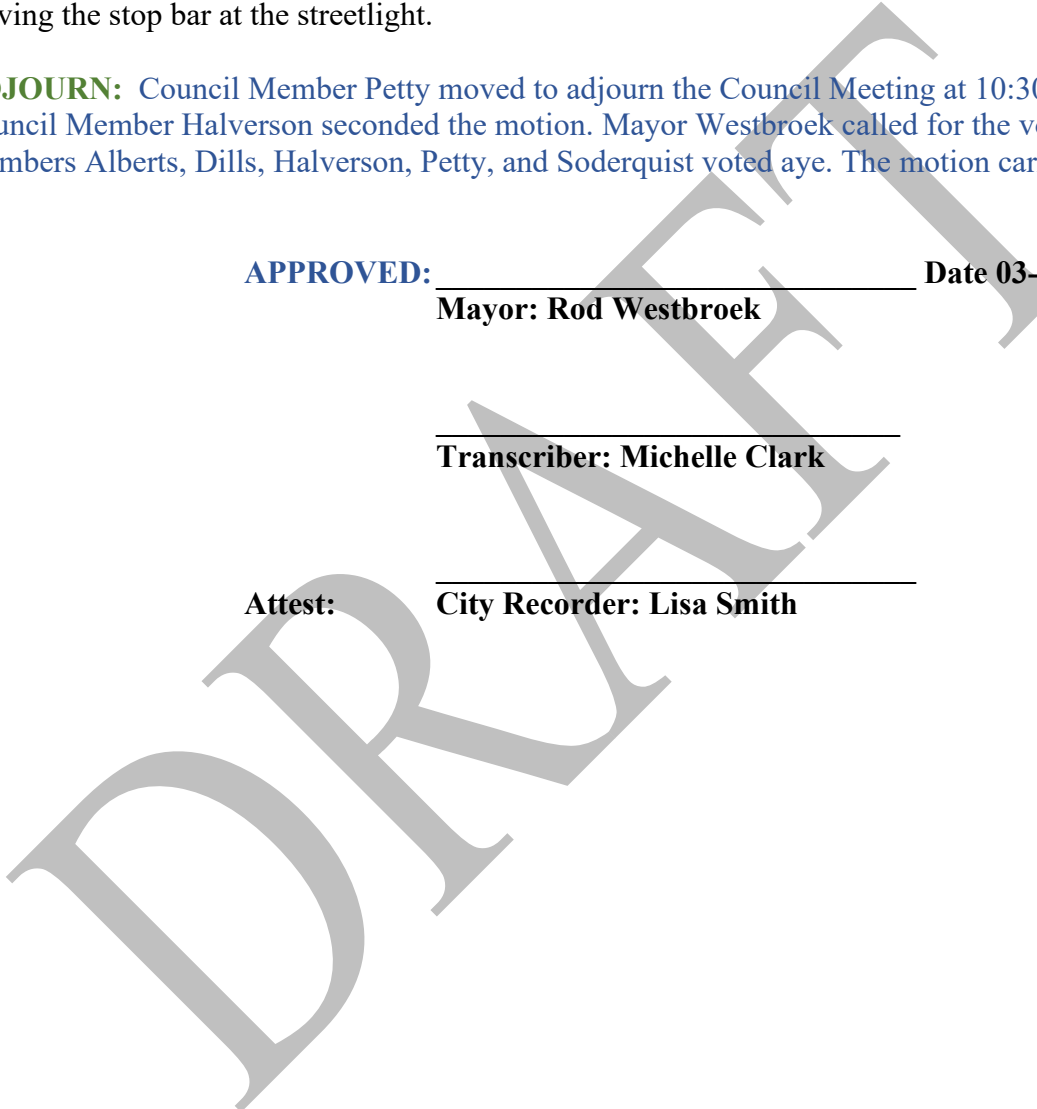 ving the stop bar at the streetlight.
DJOURN: Council Member Petty moved to adjourn the Council Meeting at 10:30
uncil Member Halverson seconded the motion. Mayor Westbroek called for the v
mbers Alberts, Dills, Halverson, Petty, and Soderquist voted aye. The motion car
APPROVED: Date 03-
Mayor: Rod Westbroek
Transcriber: Michelle Clark
Attest: City Recorder: Lisa Smith
DRAFT